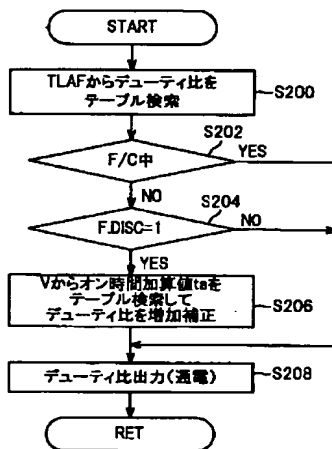 START
TLAFからデューティ比を
テーブル検索
S200
S202
F/C中
YES
NO
S204
F.DISC=1
NO
YES
Vからオン時間加算値taを
テーブル検索して
デューティ比を増加補正
S206
デューティ比出力(通電)
S208
RET